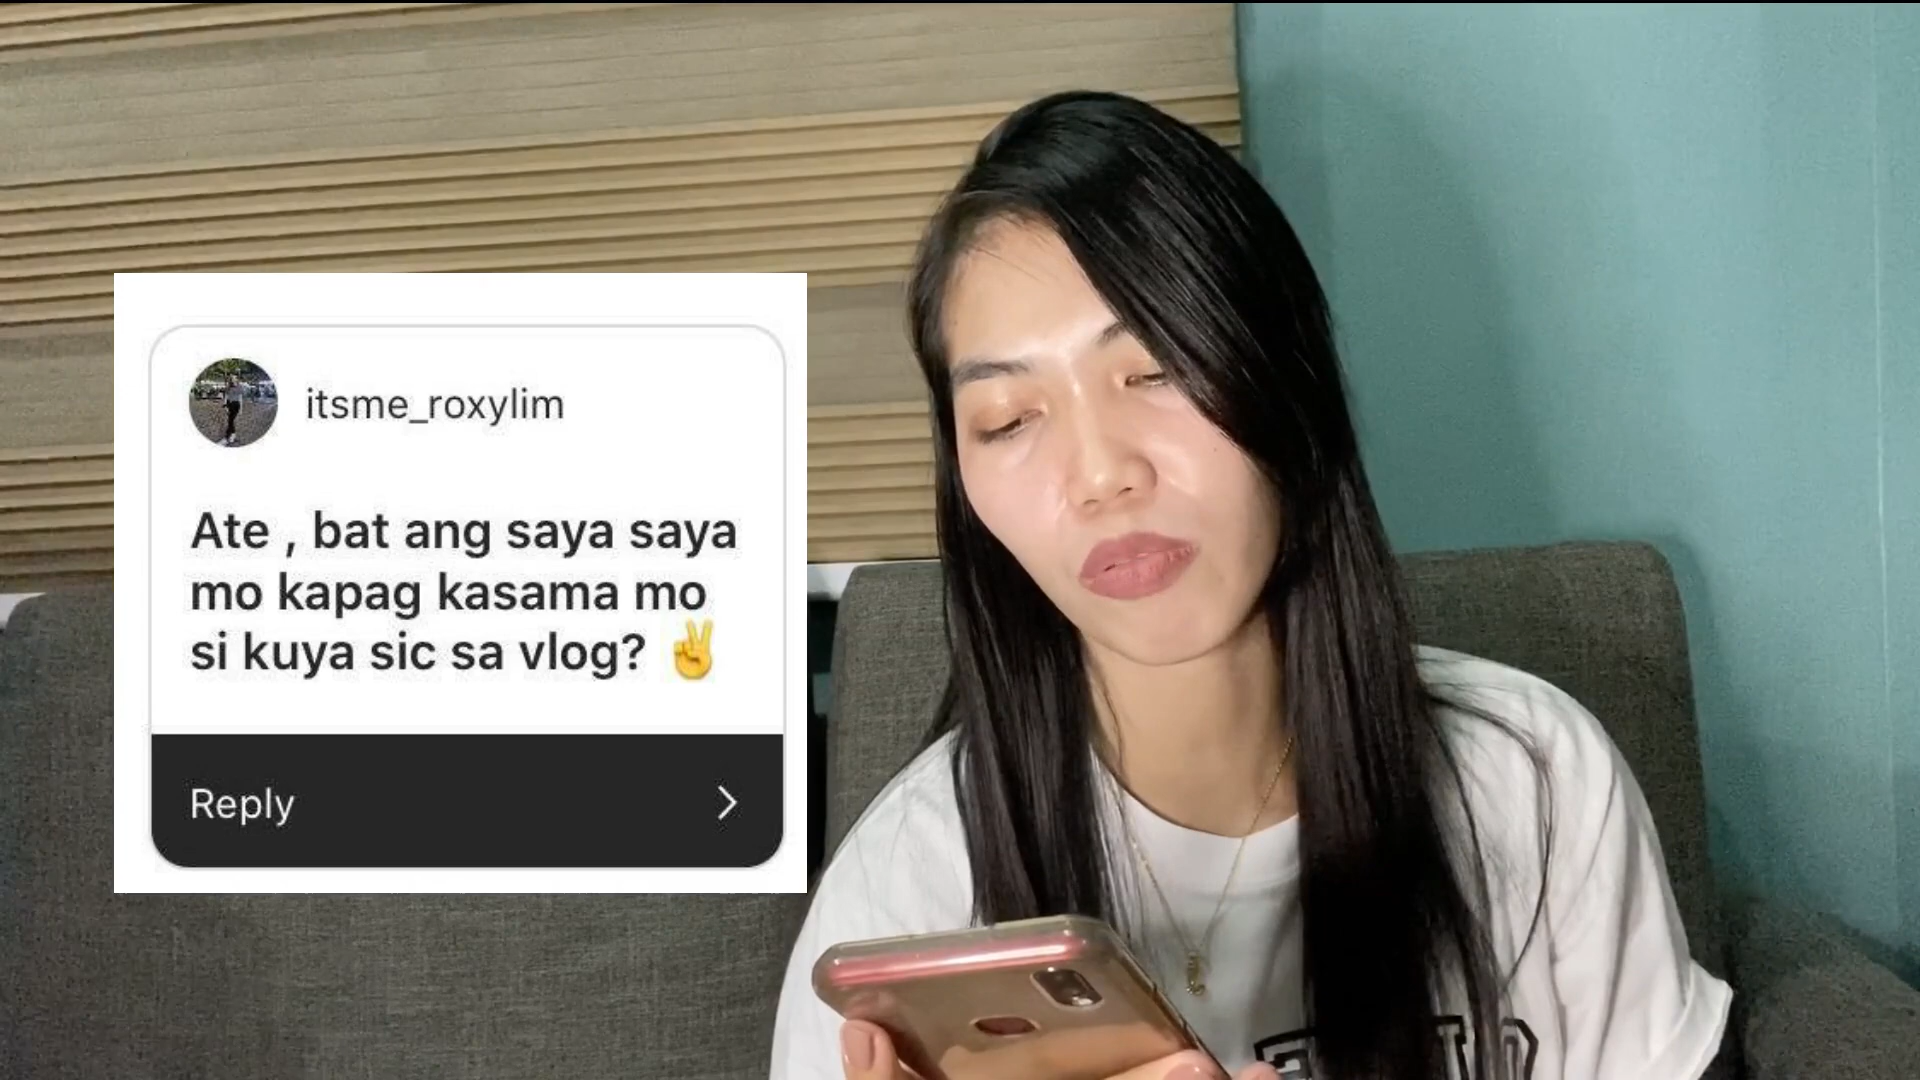 itsme_roxylim
Ate , bat ang saya saya
mo kapag kasama mo
si kuya sic sa vlog? ✌️
Reply